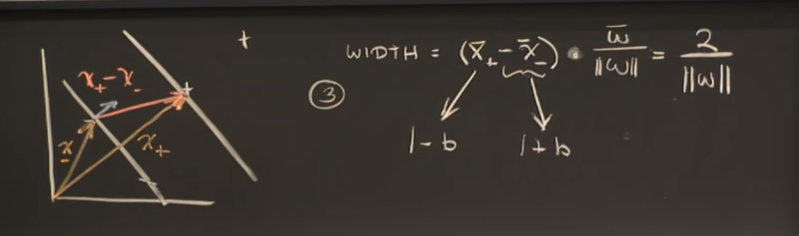 +
WIDTH = (x̄₊ - x̄₋) • w̄/||w|| = 2/||w||
x₊ - x₋
+
③
x₋
x₊
1 - b
1 + b
-